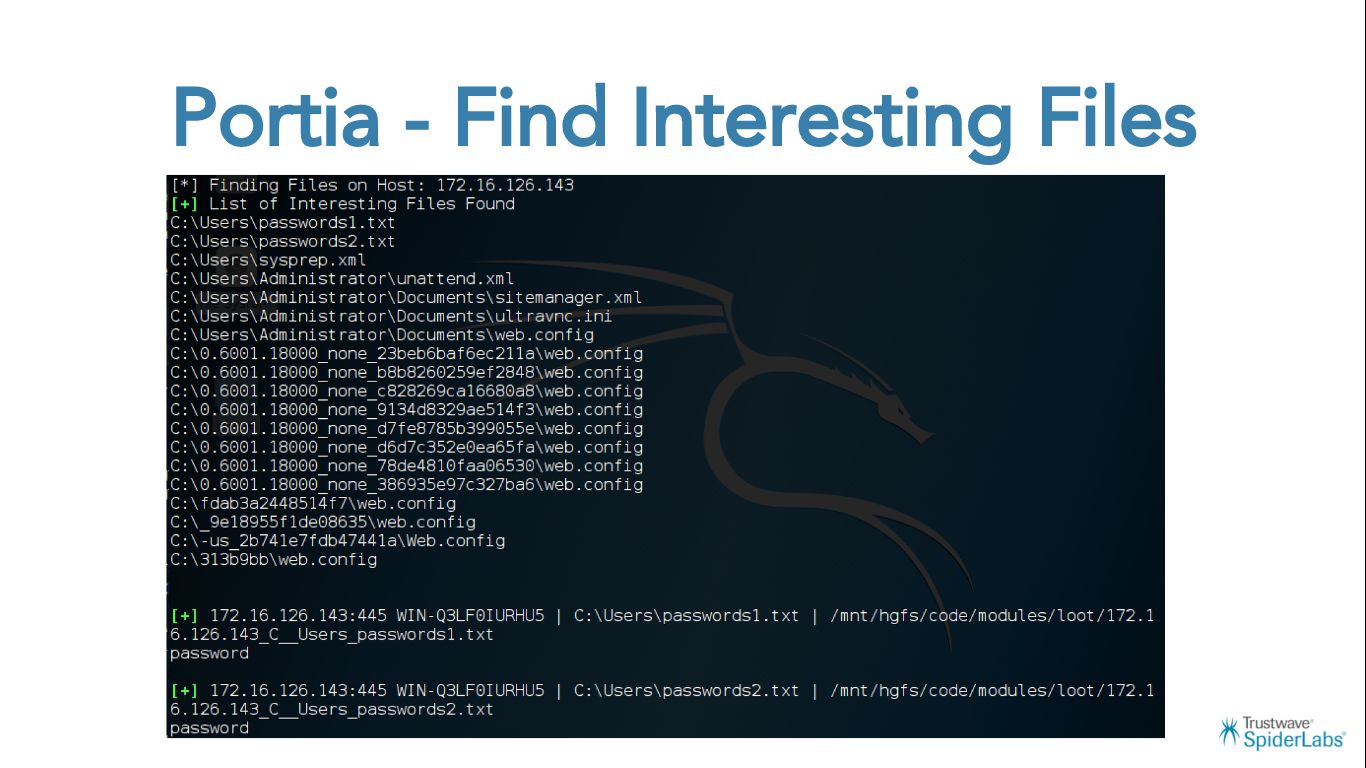 Portia - Find Interesting Files
[*] Finding Files on Host: 172.16.126.143
[+] List of Interesting Files Found
C:\Users\passwords1.txt
C:\Users\passwords2.txt
C:\Users\sysprep.xml
C:\Users\Administrator\unattend.xml
C:\Users\Administrator\Documents\sitemanager.xml
C:\Users\Administrator\Documents\ultravnc.ini
C:\Users\Administrator\Documents\web.config
C:\0.6001.18000_none_23beb6baf6ec211a\web.config
C:\0.6001.18000_none_b8b8260259ef2848\web.config
C:\0.6001.18000_none_c828269ca16680a8\web.config
C:\0.6001.18000_none_9134d8329ae514f3\web.config
C:\0.6001.18000_none_d7fe8785b399055e\web.config
C:\0.6001.18000_none_d6d7c352e0ea65fa\web.config
C:\0.6001.18000_none_78de4810faa06530\web.config
C:\0.6001.18000_none_386935e97c327ba6\web.config
C:\fdab3a2448514f7\web.config
C:\_9e18955f1de08635\web.config
C:\-us_2b741e7fdb47441a\Web.config
C:\313b9bb\web.config
[+] 172.16.126.143:445 WIN-Q3LF0IURHU5 | C:\Users\passwords1.txt | /mnt/hgfs/code/modules/loot/172.1
6.126.143_C__Users_passwords1.txt
password
[+] 172.16.126.143:445 WIN-Q3LF0IURHU5 | C:\Users\passwords2.txt | /mnt/hgfs/code/modules/loot/172.1
6.126.143_C__Users_passwords2.txt
password
Trustwave®
SpiderLabs®